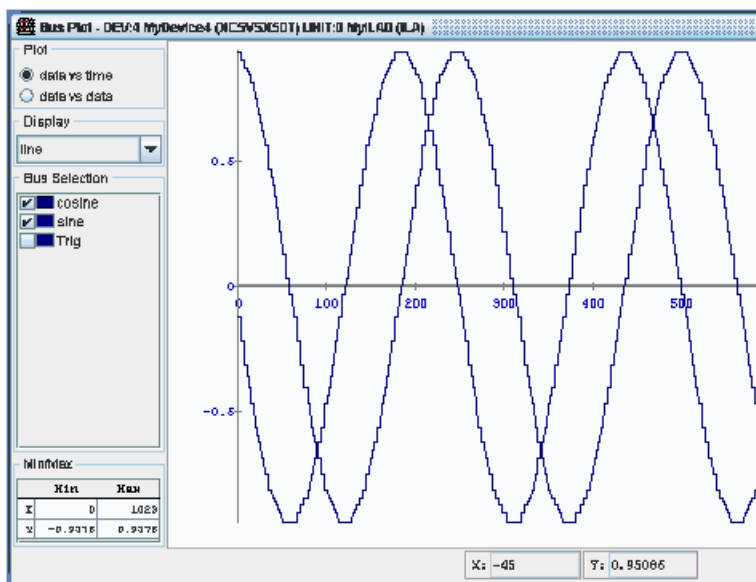 Bus Plot - DEV:4 MyDevice4 (XC5VSX50T) UNIT:0 MyILA0 (ILA)
Plot
data vs time
data vs data
Display
line
Bus Selection
cosine
sine
Trig
Min/Max
Min Max
X 0 1023
Y -0.9375 0.9375
0.5
0
-0.5
0 100 200 300 400 500
X: -45 Y: 0.95086